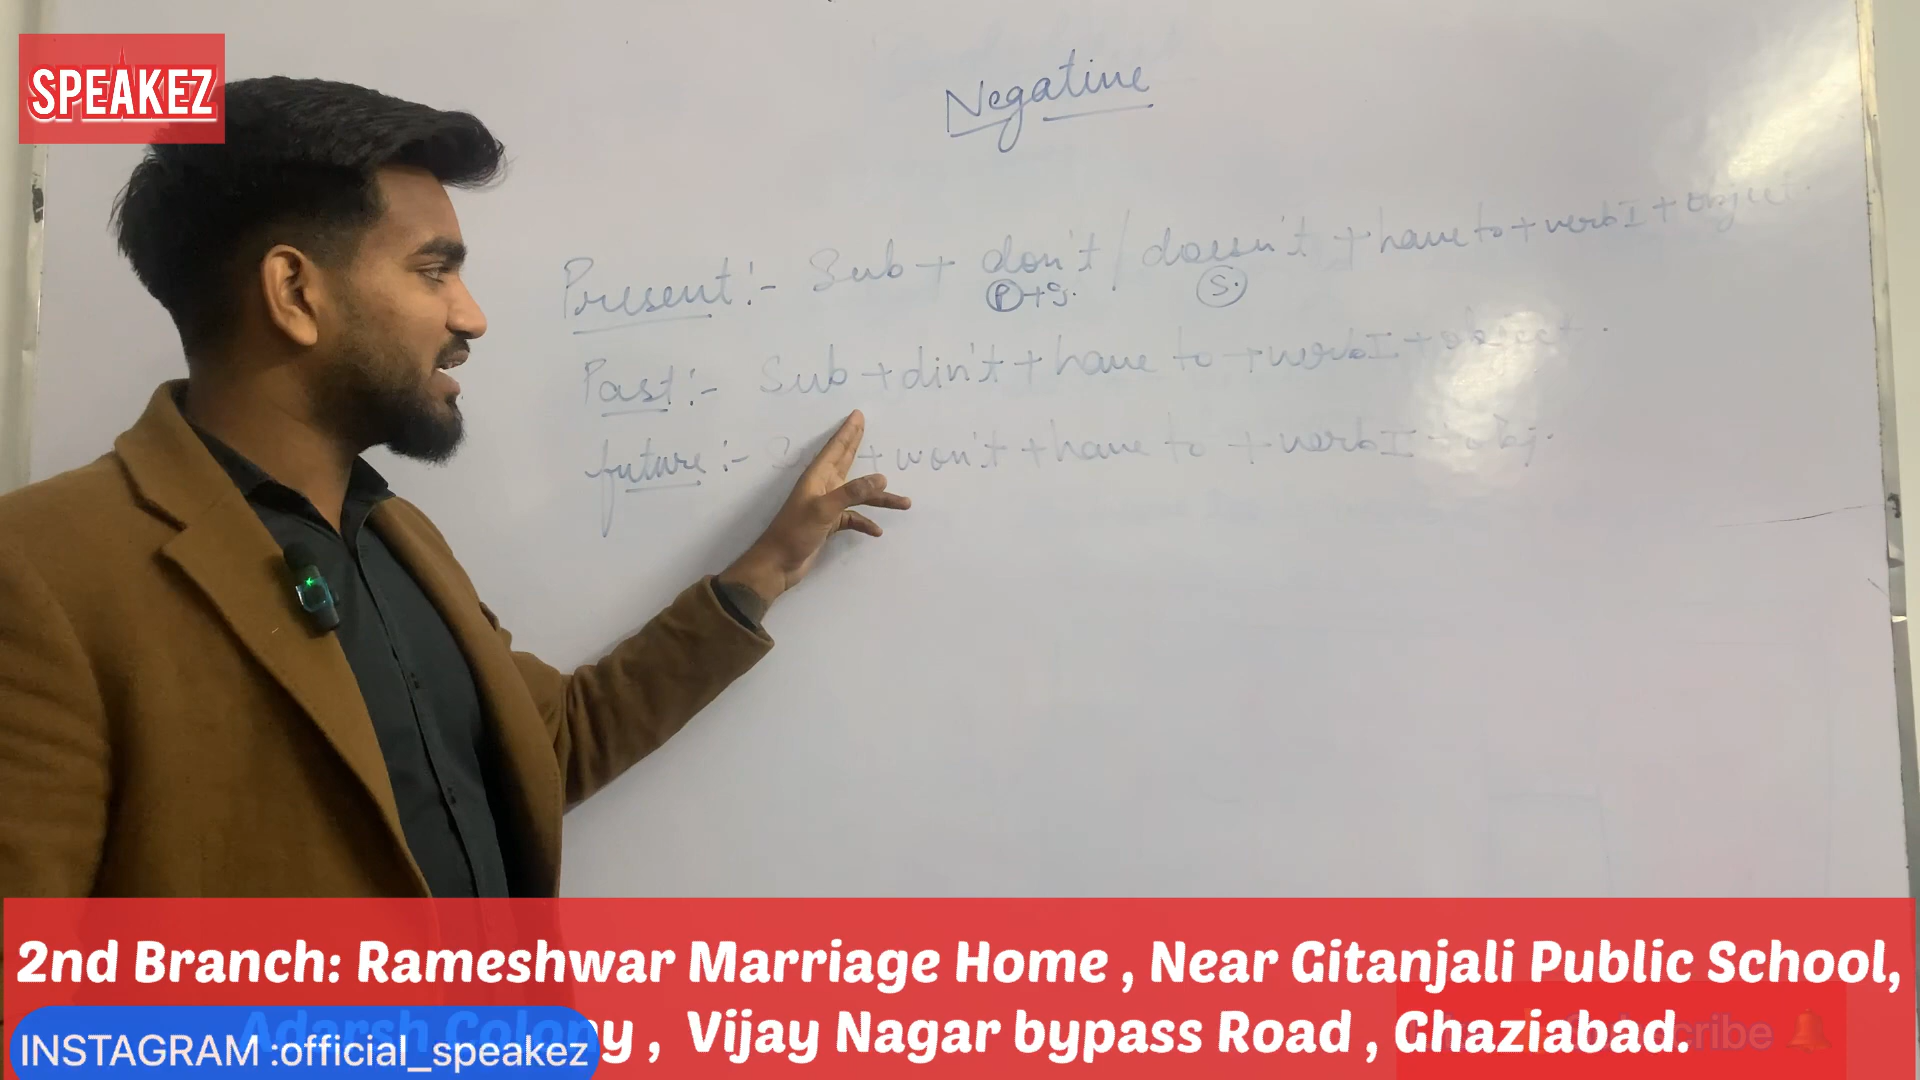 SPEAKEZ
Negative
Present :- Sub + don't / doesn't + have to + verb I + object.
(P) + S. (S.)
Past :- Sub + din't + have to + verb I + object.
future :- + won't + have to + verb I + obj.
2nd Branch: Rameshwar Marriage Home , Near Gitanjali Public School,
Adarsh Colony , Vijay Nagar bypass Road , Ghaziabad.
INSTAGRAM :official_speakez